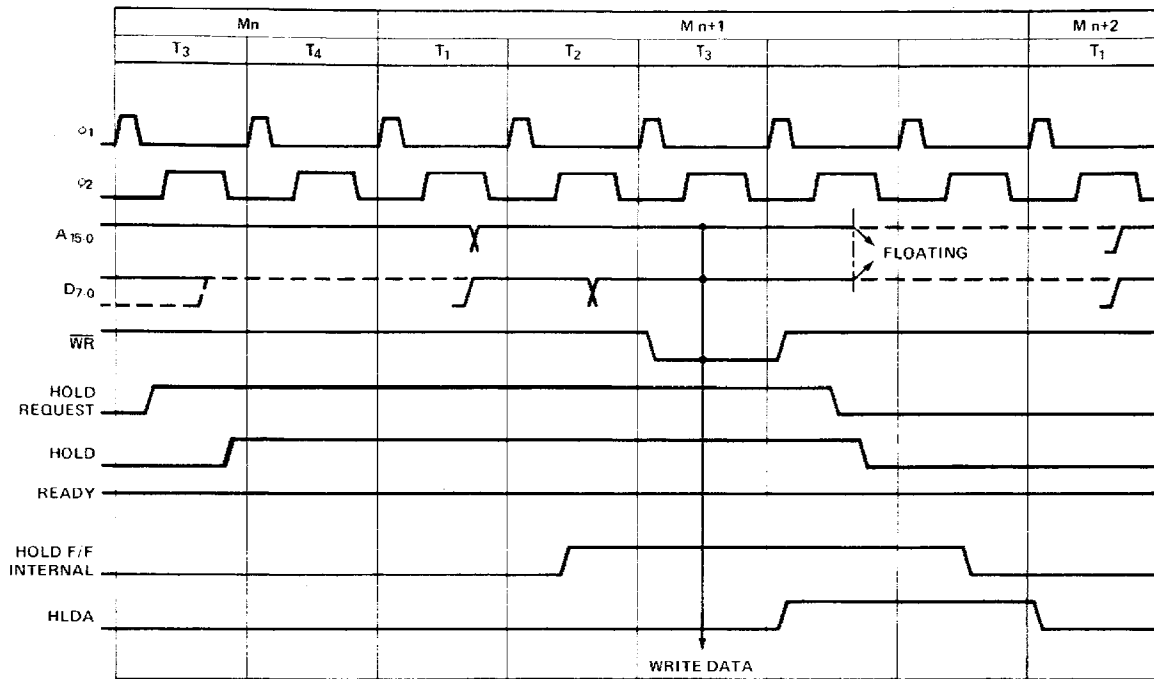 Mn M n+1 M n+2
T3 T4 T1 T2 T3 T1
φ1
φ2
A 15-0
FLOATING
D7-0
WR
HOLD
REQUEST
HOLD
READY
HOLD F/F
INTERNAL
HLDA
WRITE DATA